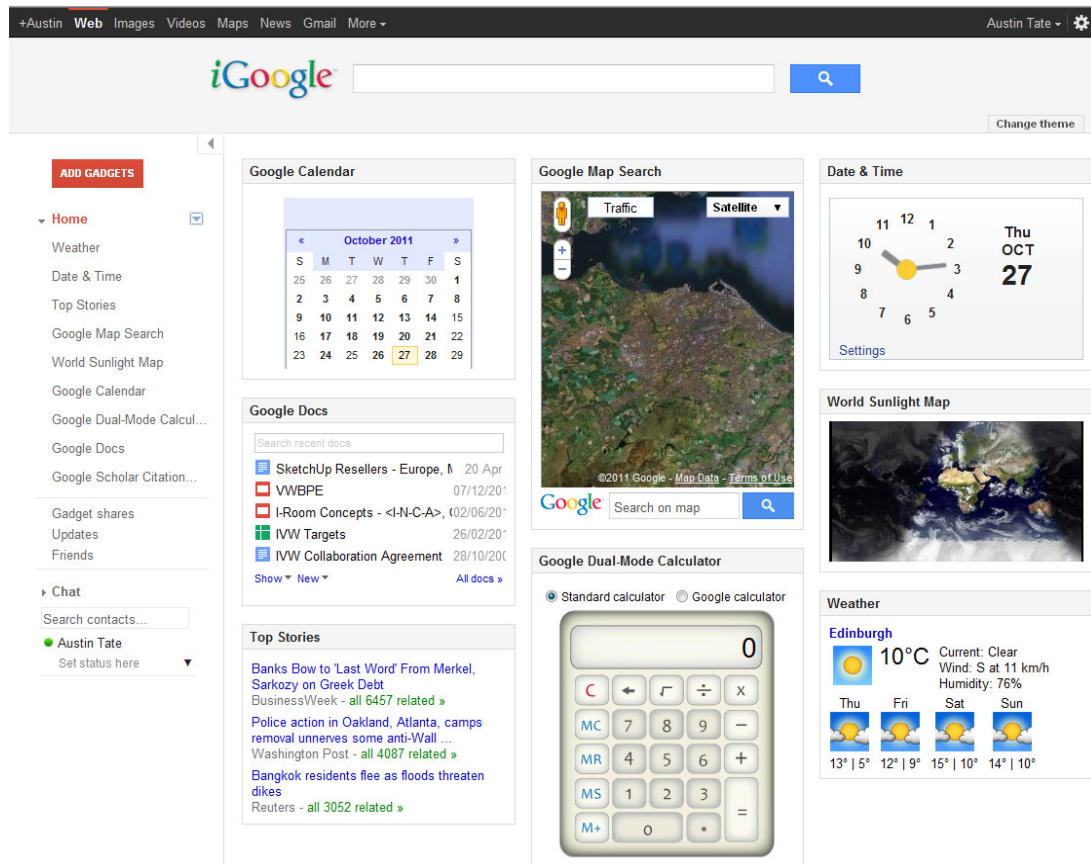 +Austin Web Images Videos Maps News Gmail More
Austin Tate
iGoogle
Change theme
ADD GADGETS
Home
Weather
Date & Time
Top Stories
Google Map Search
World Sunlight Map
Google Calendar
Google Dual-Mode Calcul...
Google Docs
Google Scholar Citation...
Gadget shares
Updates
Friends
Chat
Search contacts...
Austin Tate
Set status here
Google Calendar
« October 2011 »
S M T W T F S
25 26 27 28 29 30 1
2 3 4 5 6 7 8
9 10 11 12 13 14 15
16 17 18 19 20 21 22
23 24 25 26 27 28 29
Google Docs
Search recent docs
SketchUp Resellers - Europe, 20 Apr
VWBPE 07/12/201
I-Room Concepts - <I-N-C-A>, 02/06/201
IVW Targets 26/02/201
IVW Collaboration Agreement 28/10/200
Show New All docs »
Top Stories
Banks Bow to 'Last Word' From Merkel,
Sarkozy on Greek Debt
BusinessWeek - all 6457 related »
Police action in Oakland, Atlanta, camps
removal unnerves some anti-Wall ...
Washington Post - all 4087 related »
Bangkok residents flee as floods threaten
dikes
Reuters - all 3052 related »
Google Map Search
Traffic Satellite
+
−
©2011 Google - Map Data - Terms of Use
Google Search on map
Google Dual-Mode Calculator
Standard calculator Google calculator
0
C ← √ ÷ x
MC 7 8 9 −
MR 4 5 6 +
MS 1 2 3 =
M+ 0 .
Date & Time
12
11 1
10 2
9 3
8 4
7 5
6
Thu
OCT
27
Settings
World Sunlight Map
Weather
Edinburgh
10°C
Current: Clear
Wind: S at 11 km/h
Humidity: 76%
Thu Fri Sat Sun
13° | 5° 12° | 9° 15° | 10° 14° | 10°